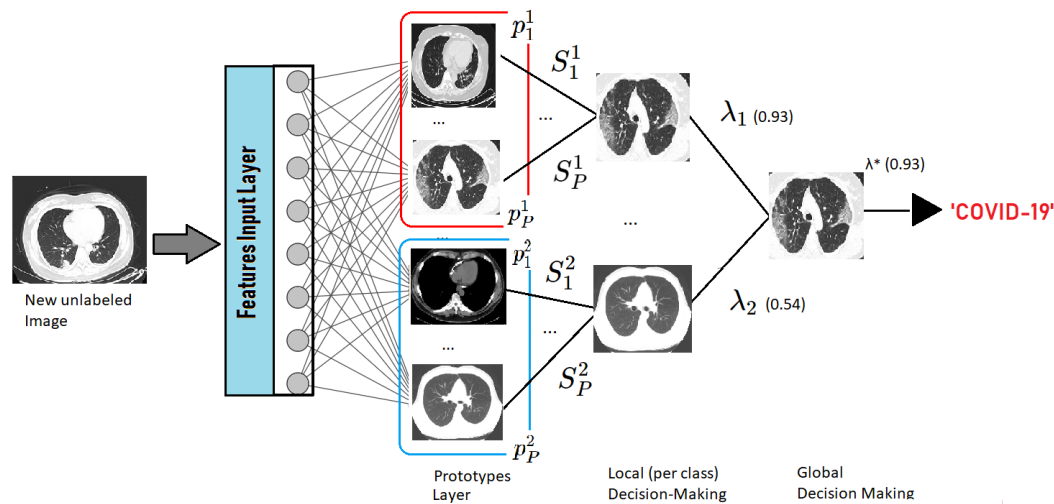 New unlabeled
Image
Features Input Layer
p_1^1
...
p_P^1
...
p_1^2
...
p_P^2
S_1^1
...
S_P^1
S_1^2
...
S_P^2
...
λ_1 (0.93)
λ_2 (0.54)
λ* (0.93)
'COVID-19'
Prototypes
Layer
Local (per class)
Decision-Making
Global
Decision Making